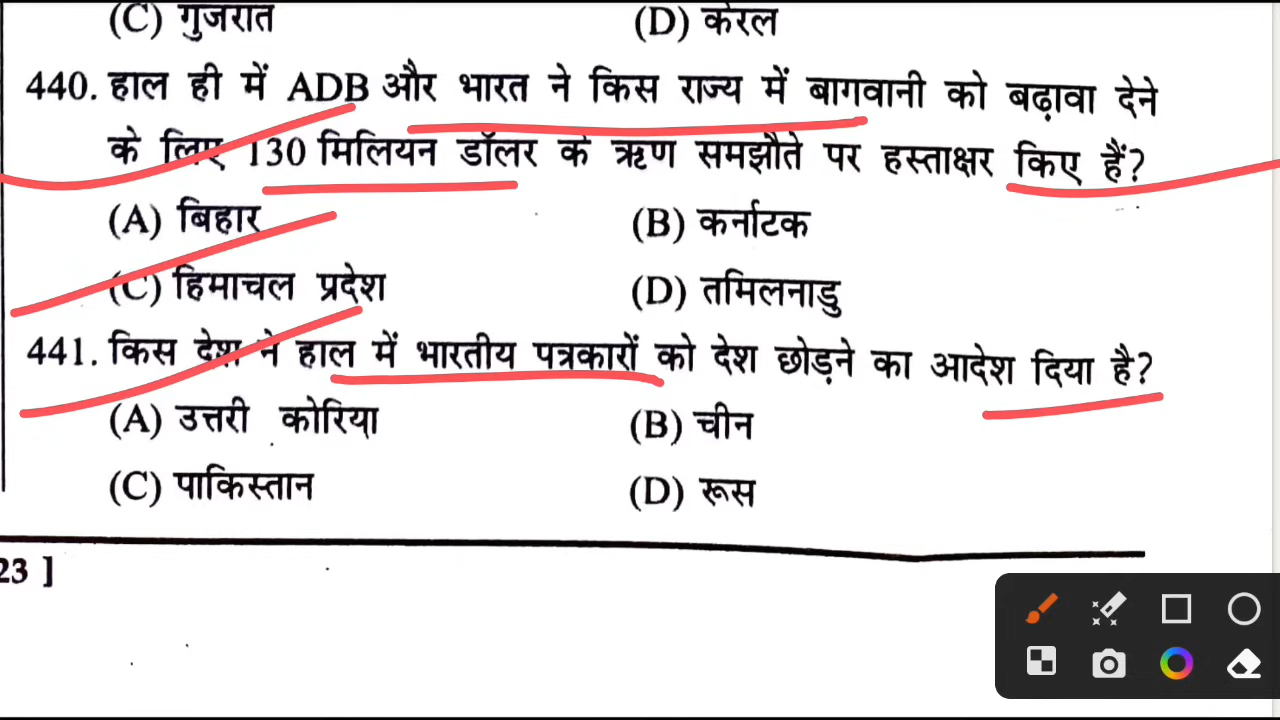 (C) गुजरात (D) केरल
440. हाल ही में ADB और भारत ने किस राज्य में बागवानी को बढ़ावा देने
के लिए 130 मिलियन डॉलर के ऋण समझौते पर हस्ताक्षर किए हैं?
(A) बिहार (B) कर्नाटक
(C) हिमाचल प्रदेश (D) तमिलनाडु
441. किस देश ने हाल में भारतीय पत्रकारों को देश छोड़ने का आदेश दिया है?
(A) उत्तरी कोरिया (B) चीन
(C) पाकिस्तान (D) रूस
23 ]